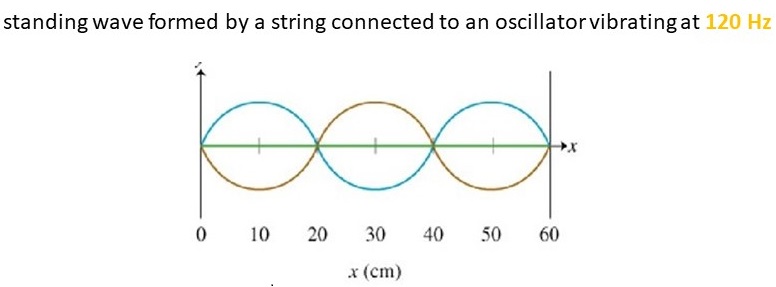 standing wave formed by a string connected to an oscillator vibrating at 120 Hz
x
0 10 20 30 40 50 60
x (cm)